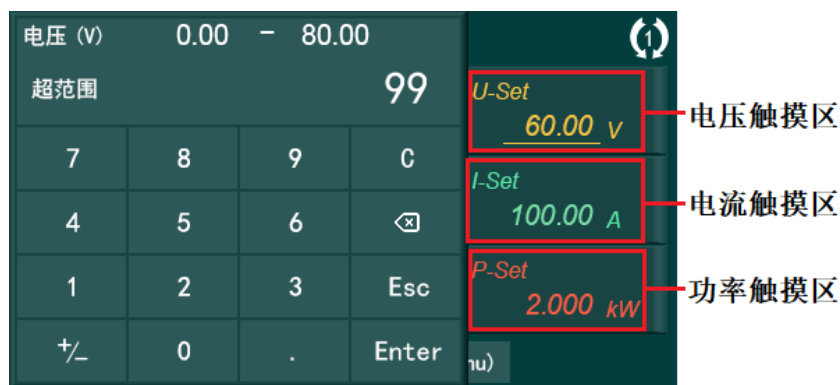 电压 (V) 0.00 - 80.00
超范围 99
7 8 9 C
4 5 6
1 2 3 Esc
+/- 0 . Enter
1
U-Set
60.00 V
I-Set
100.00 A
P-Set
2.000 kW
nu)
电压触摸区
电流触摸区
功率触摸区